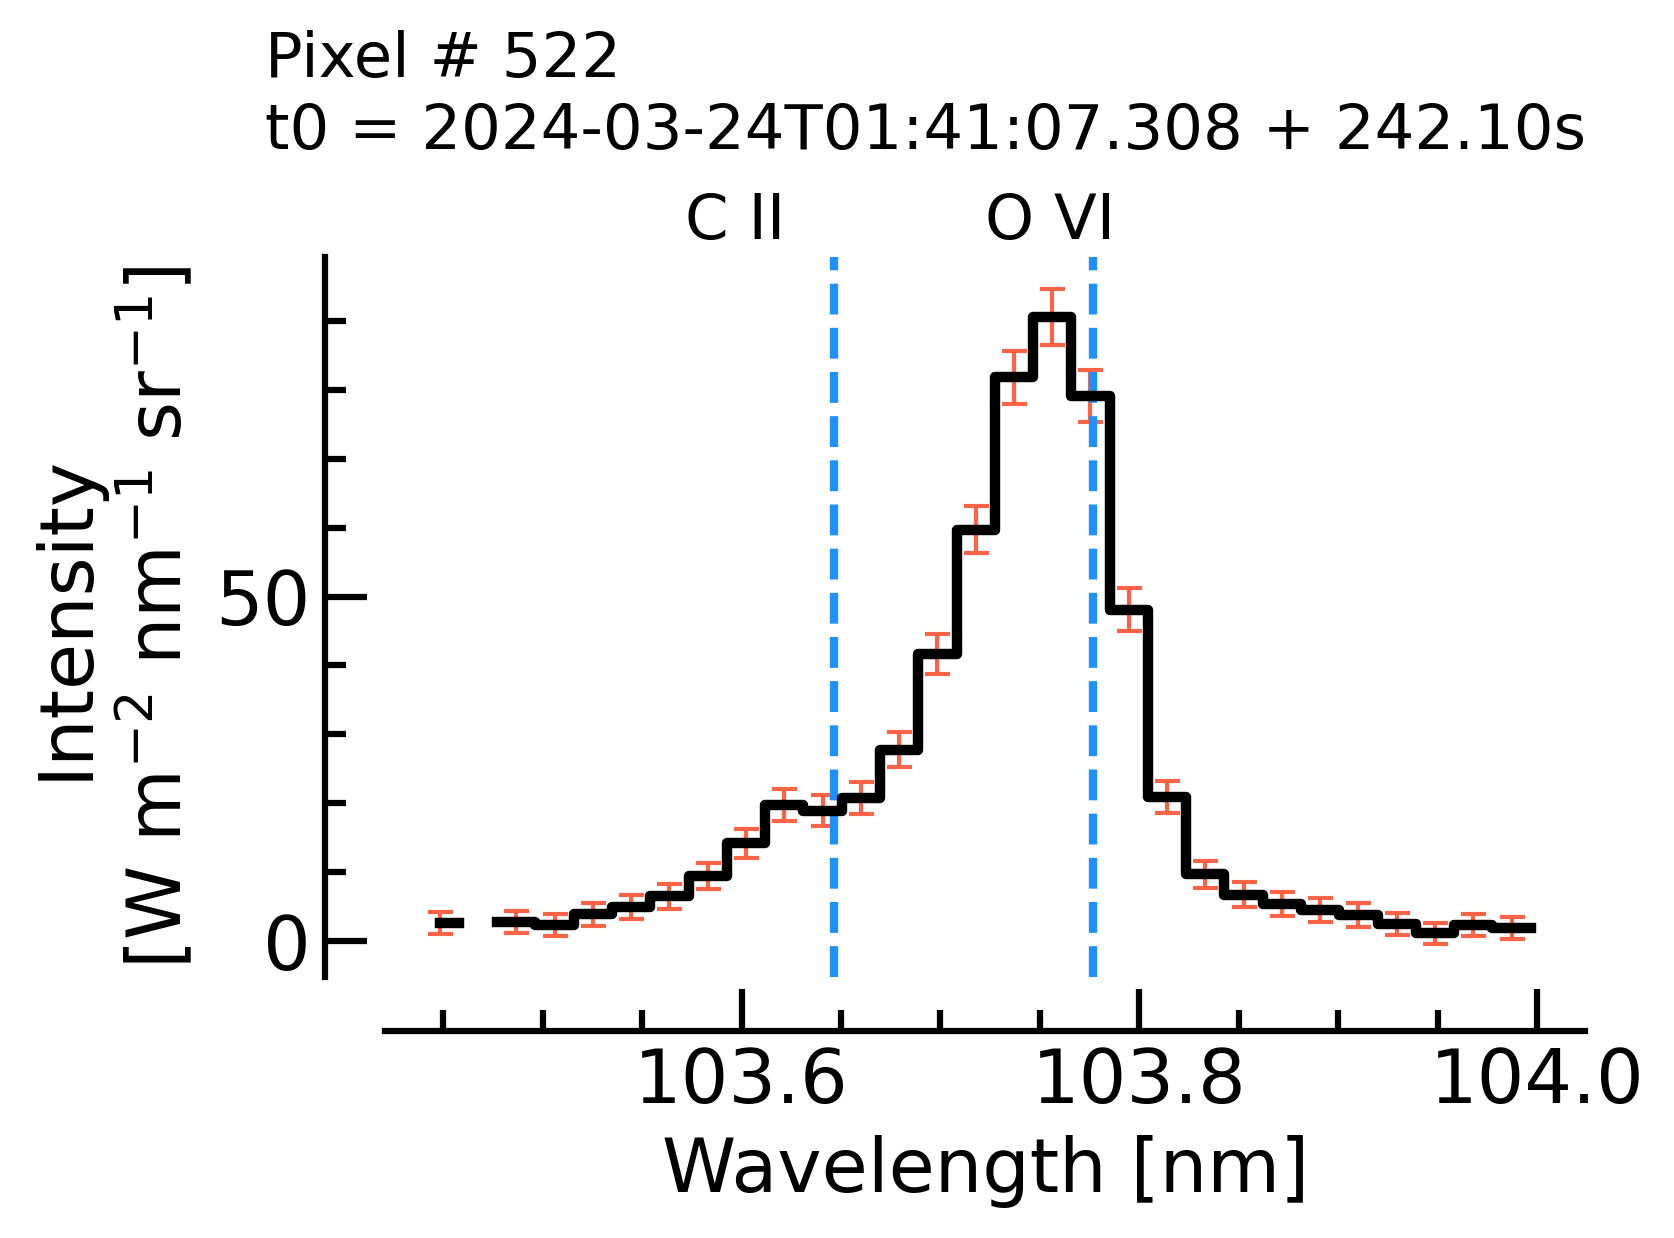 Pixel # 522
t0 = 2024-03-24T01:41:07.308 + 242.10s
C II
O VI
Intensity
[W m⁻² nm⁻¹ sr⁻¹]
50
0
103.6
103.8
104.0
Wavelength [nm]